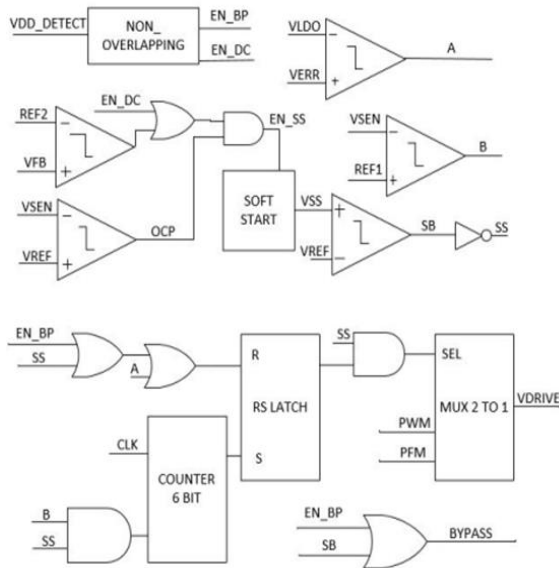 VDD_DETECT
NON_
OVERLAPPING
EN_BP
EN_DC
VLDO
VERR
A
EN_DC
REF2
VFB
EN_SS
VSEN
REF1
B
VSEN
VREF
OCP
SOFT
START
VSS
VREF
SB
SS
EN_BP
SS
A
R
RS LATCH
S
SS
SEL
MUX 2 TO 1
VDRIVE
PWM
PFM
CLK
COUNTER
6 BIT
B
SS
EN_BP
SB
BYPASS